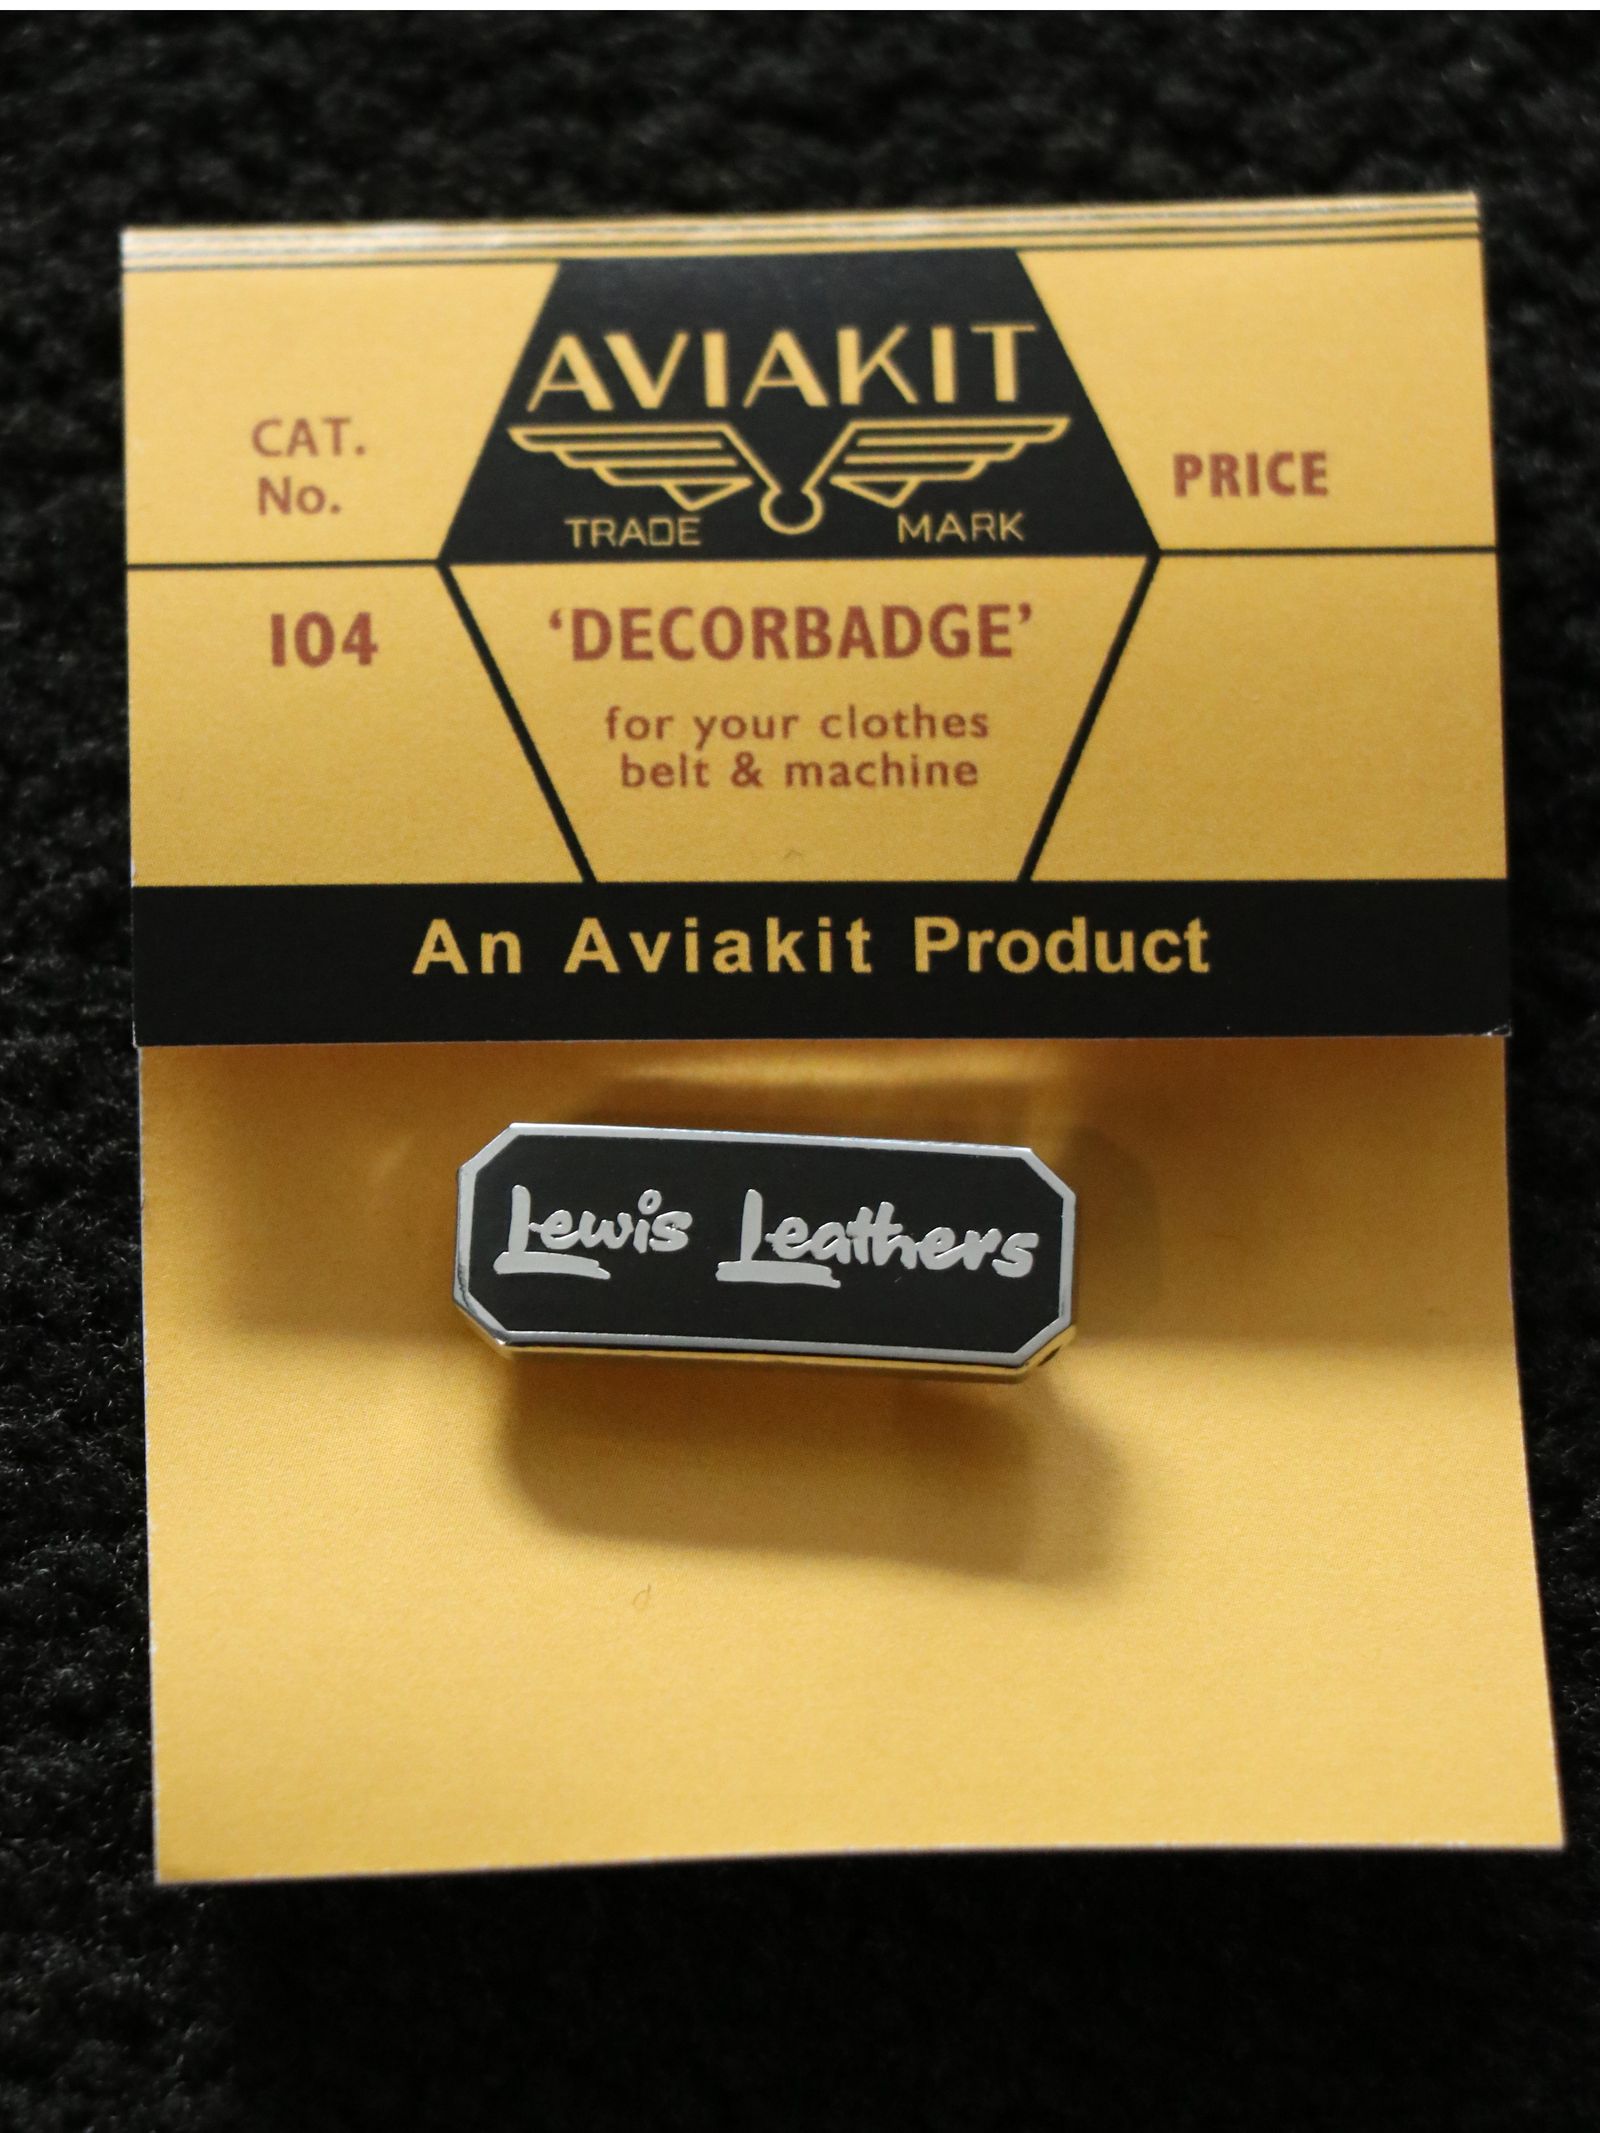 AVIAKIT
TRADE MARK
CAT.
No.
PRICE
104
‘DECORBADGE’
for your clothes
belt & machine
An Aviakit Product
Lewis Leathers